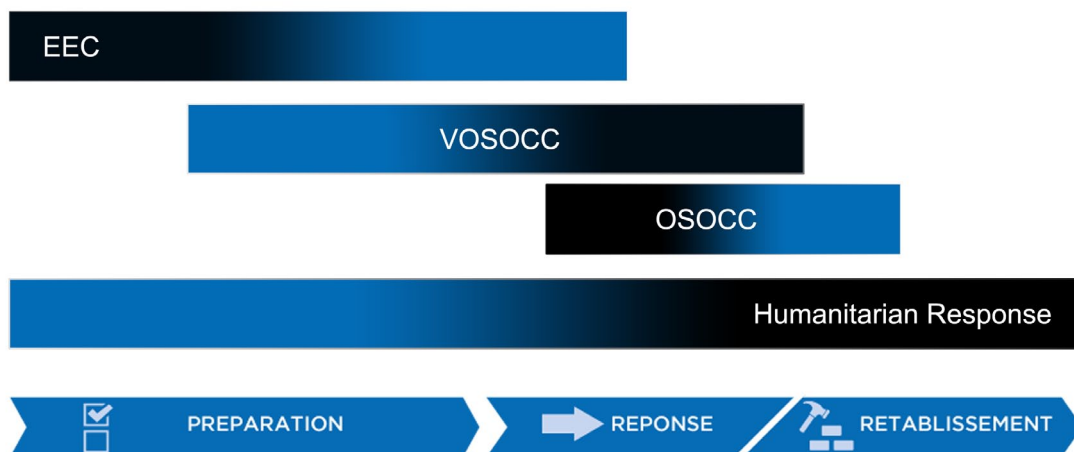 EEC
VOSOCC
OSOCC
Humanitarian Response
PREPARATION
REPONSE
RETABLISSEMENT